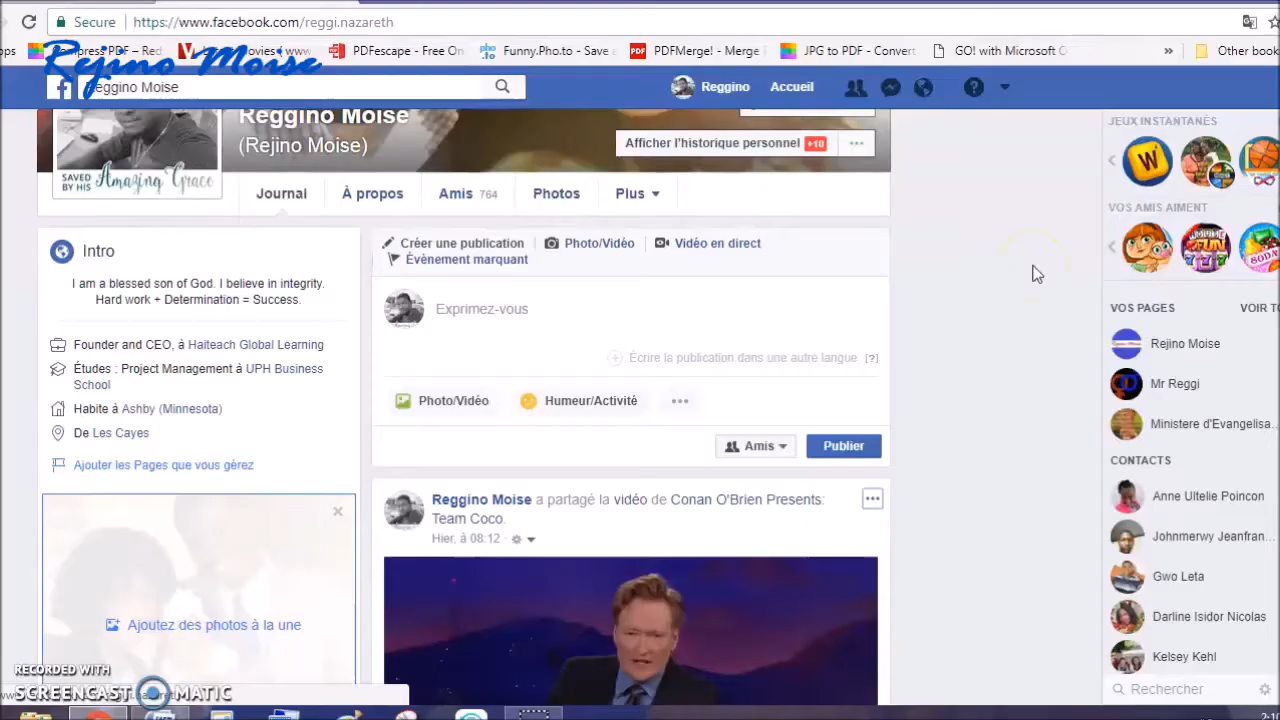 Secure https://www.facebook.com/reggi.nazareth
PDFescape - Free On
Funny.Pho.to - Save a
PDFMerge! - Me
JPG to PDF - Convert
GO! with Microsoft O
»
Other book
Rejino Moise
Reggino Moise
Reggino
Accueil
Reggino Moise
(Rejino Moise)
SAVED BY HIS Amazing Grace
Afficher l'historique personnel +10 ...
Journal
À propos
Amis 764
Photos
Plus
Intro
I am a blessed son of God. I believe in integrity.
Hard work + Determination = Success.
Founder and CEO, à Haiteach Global Learning
Études : Project Management à UPH Business
School
Habite à Ashby (Minnesota)
De Les Cayes
Ajouter les Pages que vous gérez
Ajoutez des photos à la une
Créer une publication
Photo/Vidéo
Vidéo en direct
Évènement marquant
Exprimez-vous
Écrire la publication dans une autre langue [?]
Photo/Vidéo
Humeur/Activité
Amis
Publier
Reggino Moise a partagé la vidéo de Conan O'Brien Presents:
Team Coco.
Hier, à 08:12
JEUX INSTANTANÉS
VOS AMIS AIMENT
VOS PAGES
VOIR TO
Rejino Moise
Mr Reggi
Ministere d'Evangelisa...
CONTACTS
Anne Ultelie Poincon
Johnmerwy Jeanfran...
Gwo Leta
Darline Isidor Nicolas
Kelsey Kehl
Rechercher
RECORDED WITH
SCREENCAST MATIC